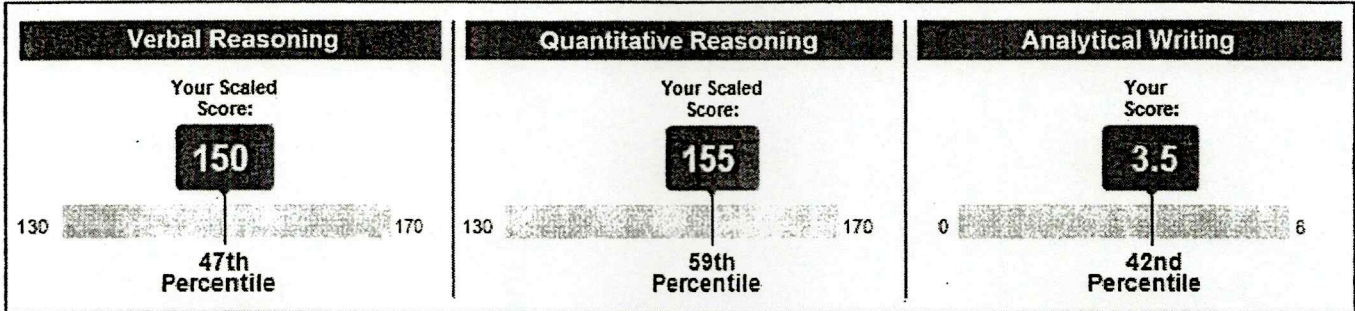 Verbal Reasoning
Your Scaled
Score:
150
130
170
47th
Percentile
Quantitative Reasoning
Your Scaled
Score:
155
130
170
59th
Percentile
Analytical Writing
Your
Score:
3.5
0
6
42nd
Percentile